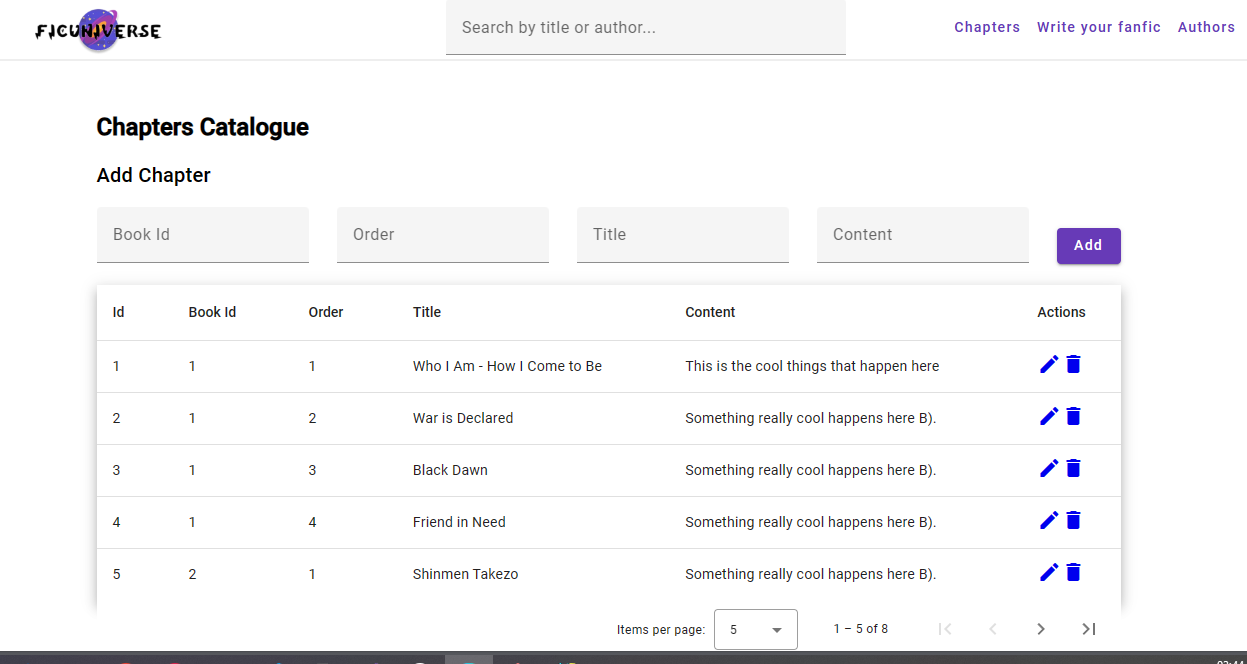 FICUNIVERSE
Search by title or author...
Chapters Write your fanfic Authors
Chapters Catalogue
Add Chapter
Book Id Order Title Content Add
Id Book Id Order Title Content Actions
1 1 1 Who I Am - How I Come to Be This is the cool things that happen here
2 1 2 War is Declared Something really cool happens here B).
3 1 3 Black Dawn Something really cool happens here B).
4 1 4 Friend in Need Something really cool happens here B).
5 2 1 Shinmen Takezo Something really cool happens here B).
Items per page: 5 1 – 5 of 8